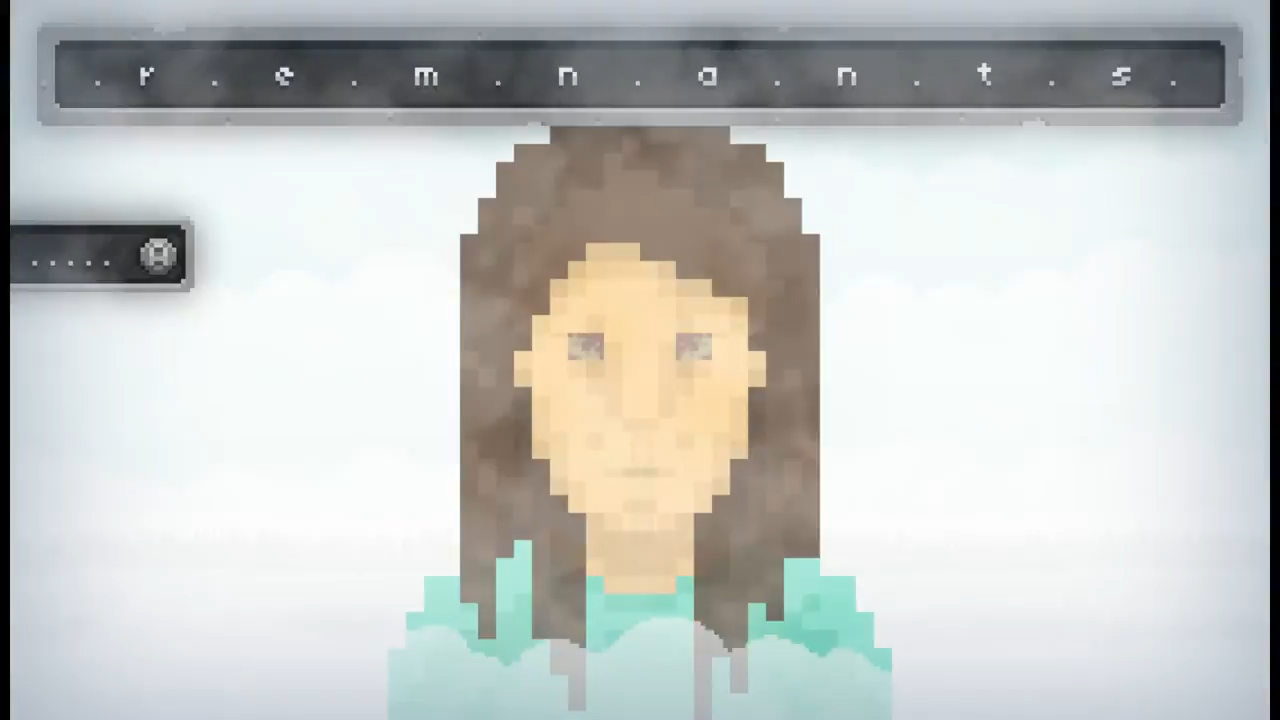 . r . e . m . n . a . n . t . s .
.....